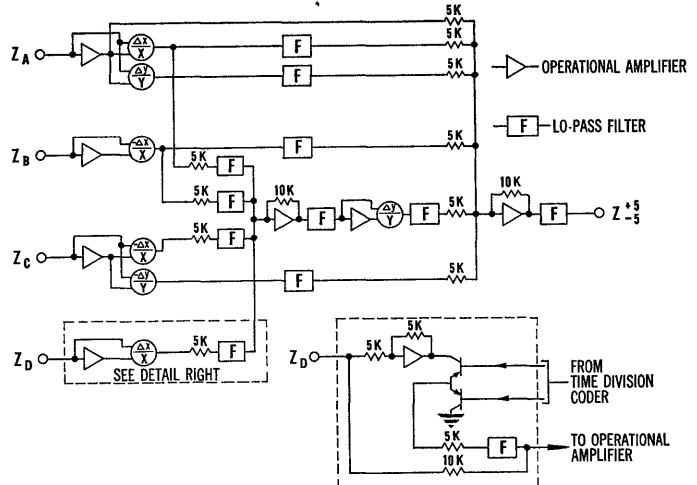 5K
Z_A
Δx/X
5K
F
OPERATIONAL AMPLIFIER
Δy/Y
F
5K
F
LO-PASS FILTER
Z_B
-Δx/X
F
5K
5K
F
10K
10K
5K
F
F
Δy/Y
F
5K
F
Z +5 -5
Z_C
-Δx/X
5K
F
-Δy/Y
F
5K
Z_D
Δx/X
5K
F
SEE DETAIL RIGHT
Z_D
5K
5K
FROM
TIME DIVISION
CODER
5K
F
10K
TO OPERATIONAL
AMPLIFIER